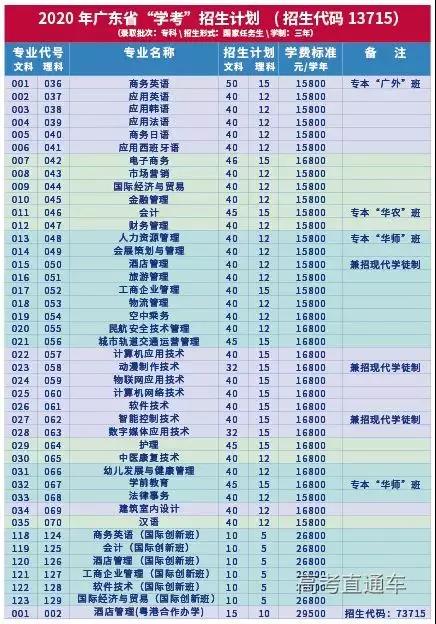 2020年广东省“学考”招生计划 (招生代码13715)
(录取批次：专科\招生形式：国家任务生\学制：三年)
专业代号 专业名称 招生计划 学费标准 备 注
文科 理科 文科 理科 元/学年
001 036 商务英语 50 15 15800 专本“广外”班
002 037 应用英语 40 12 15800
003 038 应用韩语 40 12 15800
004 039 应用法语 40 12 15800
005 040 商务日语 40 12 15800
006 041 应用西班牙语 40 12 15800
007 042 电子商务 46 15 16800
008 043 市场营销 40 12 15800
009 044 国际经济与贸易 40 12 15800
010 045 金融管理 40 12 15800
011 046 会计 45 15 15800 专本“华农”班
012 047 财务管理 40 12 15800
013 048 人力资源管理 40 12 15800 专本“华师”班
014 049 会展策划与管理 40 12 15800
015 050 酒店管理 40 12 15800 兼招现代学徒制
016 051 旅游管理 40 12 15800
017 052 工商企业管理 40 12 15800
018 053 物流管理 40 12 15800
019 054 空中乘务 40 12 16800
020 055 民航安全技术管理 40 12 16800
021 056 城市轨道交通运营管理 45 15 16800
022 057 计算机应用技术 40 15 16800
023 058 动漫制作技术 32 15 16800 兼招现代学徒制
024 059 物联网应用技术 40 12 16800
025 060 计算机网络技术 40 15 16800
026 061 软件技术 40 12 16800
027 062 智能控制技术 40 15 16800 兼招现代学徒制
028 063 数字媒体应用技术 32 15 16800
029 064 护理 45 15 16800
030 065 中医康复技术 40 12 16800
031 066 幼儿发展与健康管理 40 12 16800
032 067 学前教育 45 15 16800 专本“华师”班
033 068 法律事务 40 12 15800
034 069 建筑室内设计 40 12 16800
035 070 汉语 40 12 15800
118 124 商务英语（国际创新班） 10 5 26800
119 125 会计（国际创新班） 10 5 26800
120 126 酒店管理（国际创新班） 10 5 26800
121 127 工商企业管理（国际创新班） 10 5 26800
122 128 软件技术（国际创新班） 10 5 26800
123 129 国际经济与贸易（国际创新班） 10 5 26800
001 002 酒店管理(粤港合作办学) 15 10 29500 招生代码：73715
高考直通车